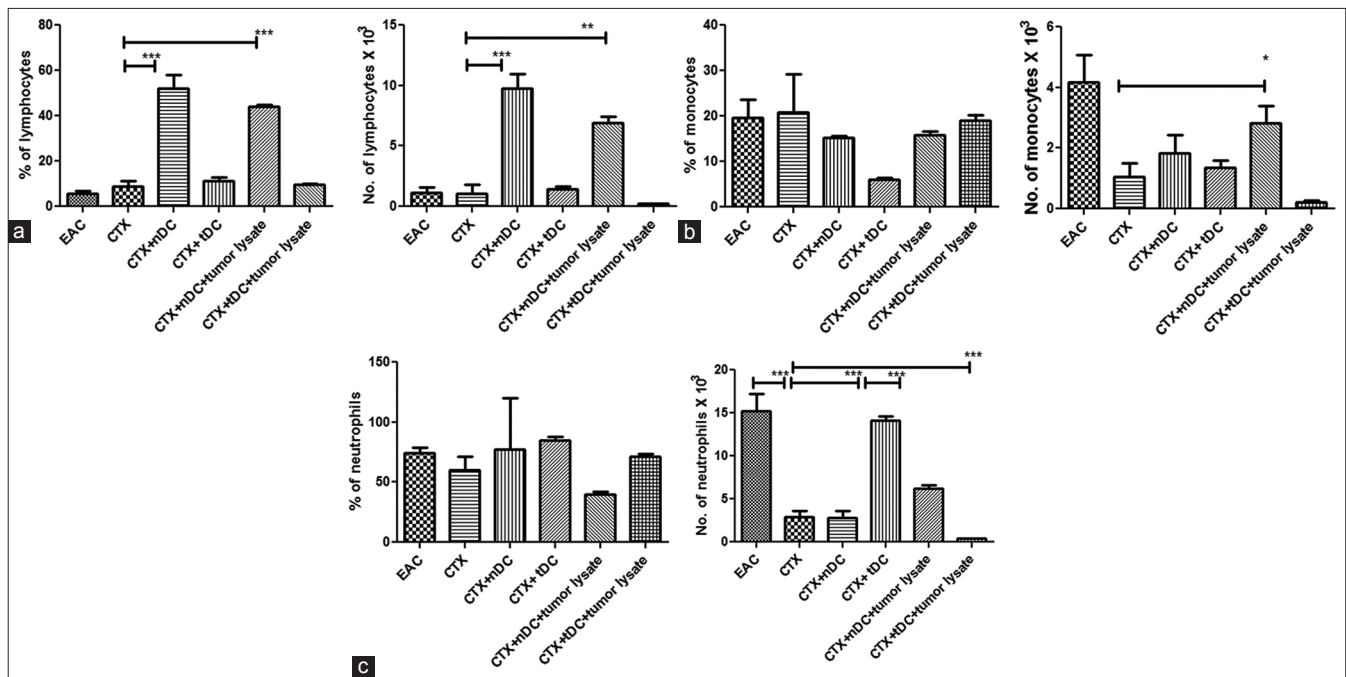 % of lymphocytes
80
60
40
20
0
***
***
EAC
CTX
CTX+nDC
CTX+tDC
CTX+nDC+tumor lysate
CTX+tDC+tumor lysate
a
No. of lymphocytes X 10³
15
10
5
0
***
**
EAC
CTX
CTX+nDC
CTX+tDC
CTX+nDC+tumor lysate
CTX+tDC+tumor lysate
% of monocytes
40
30
20
10
0
EAC
CTX
CTX+nDC
CTX+tDC
CTX+nDC+tumor lysate
CTX+tDC+tumor lysate
b
No. of monocytes X 10³
6
4
2
0
*
EAC
CTX
CTX+nDC
CTX+tDC
CTX+nDC+tumor lysate
CTX+tDC+tumor lysate
% of neutrophils
150
100
50
0
EAC
CTX
CTX+nDC
CTX+tDC
CTX+nDC+tumor lysate
CTX+tDC+tumor lysate
c
No. of neutrophils X 10³
20
15
10
5
0
***
***
***
***
EAC
CTX
CTX+nDC
CTX+ tDC
CTX+nDC+tumor lysate
CTX+tDC+tumor lysate